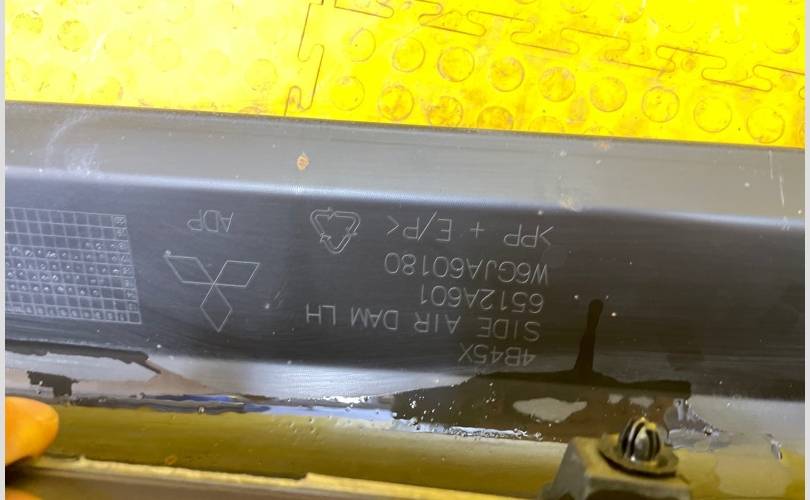 4B45X
SIDE AIR DAM LH
6512A601
W6GJA60180
>PP + E/P<
ADP